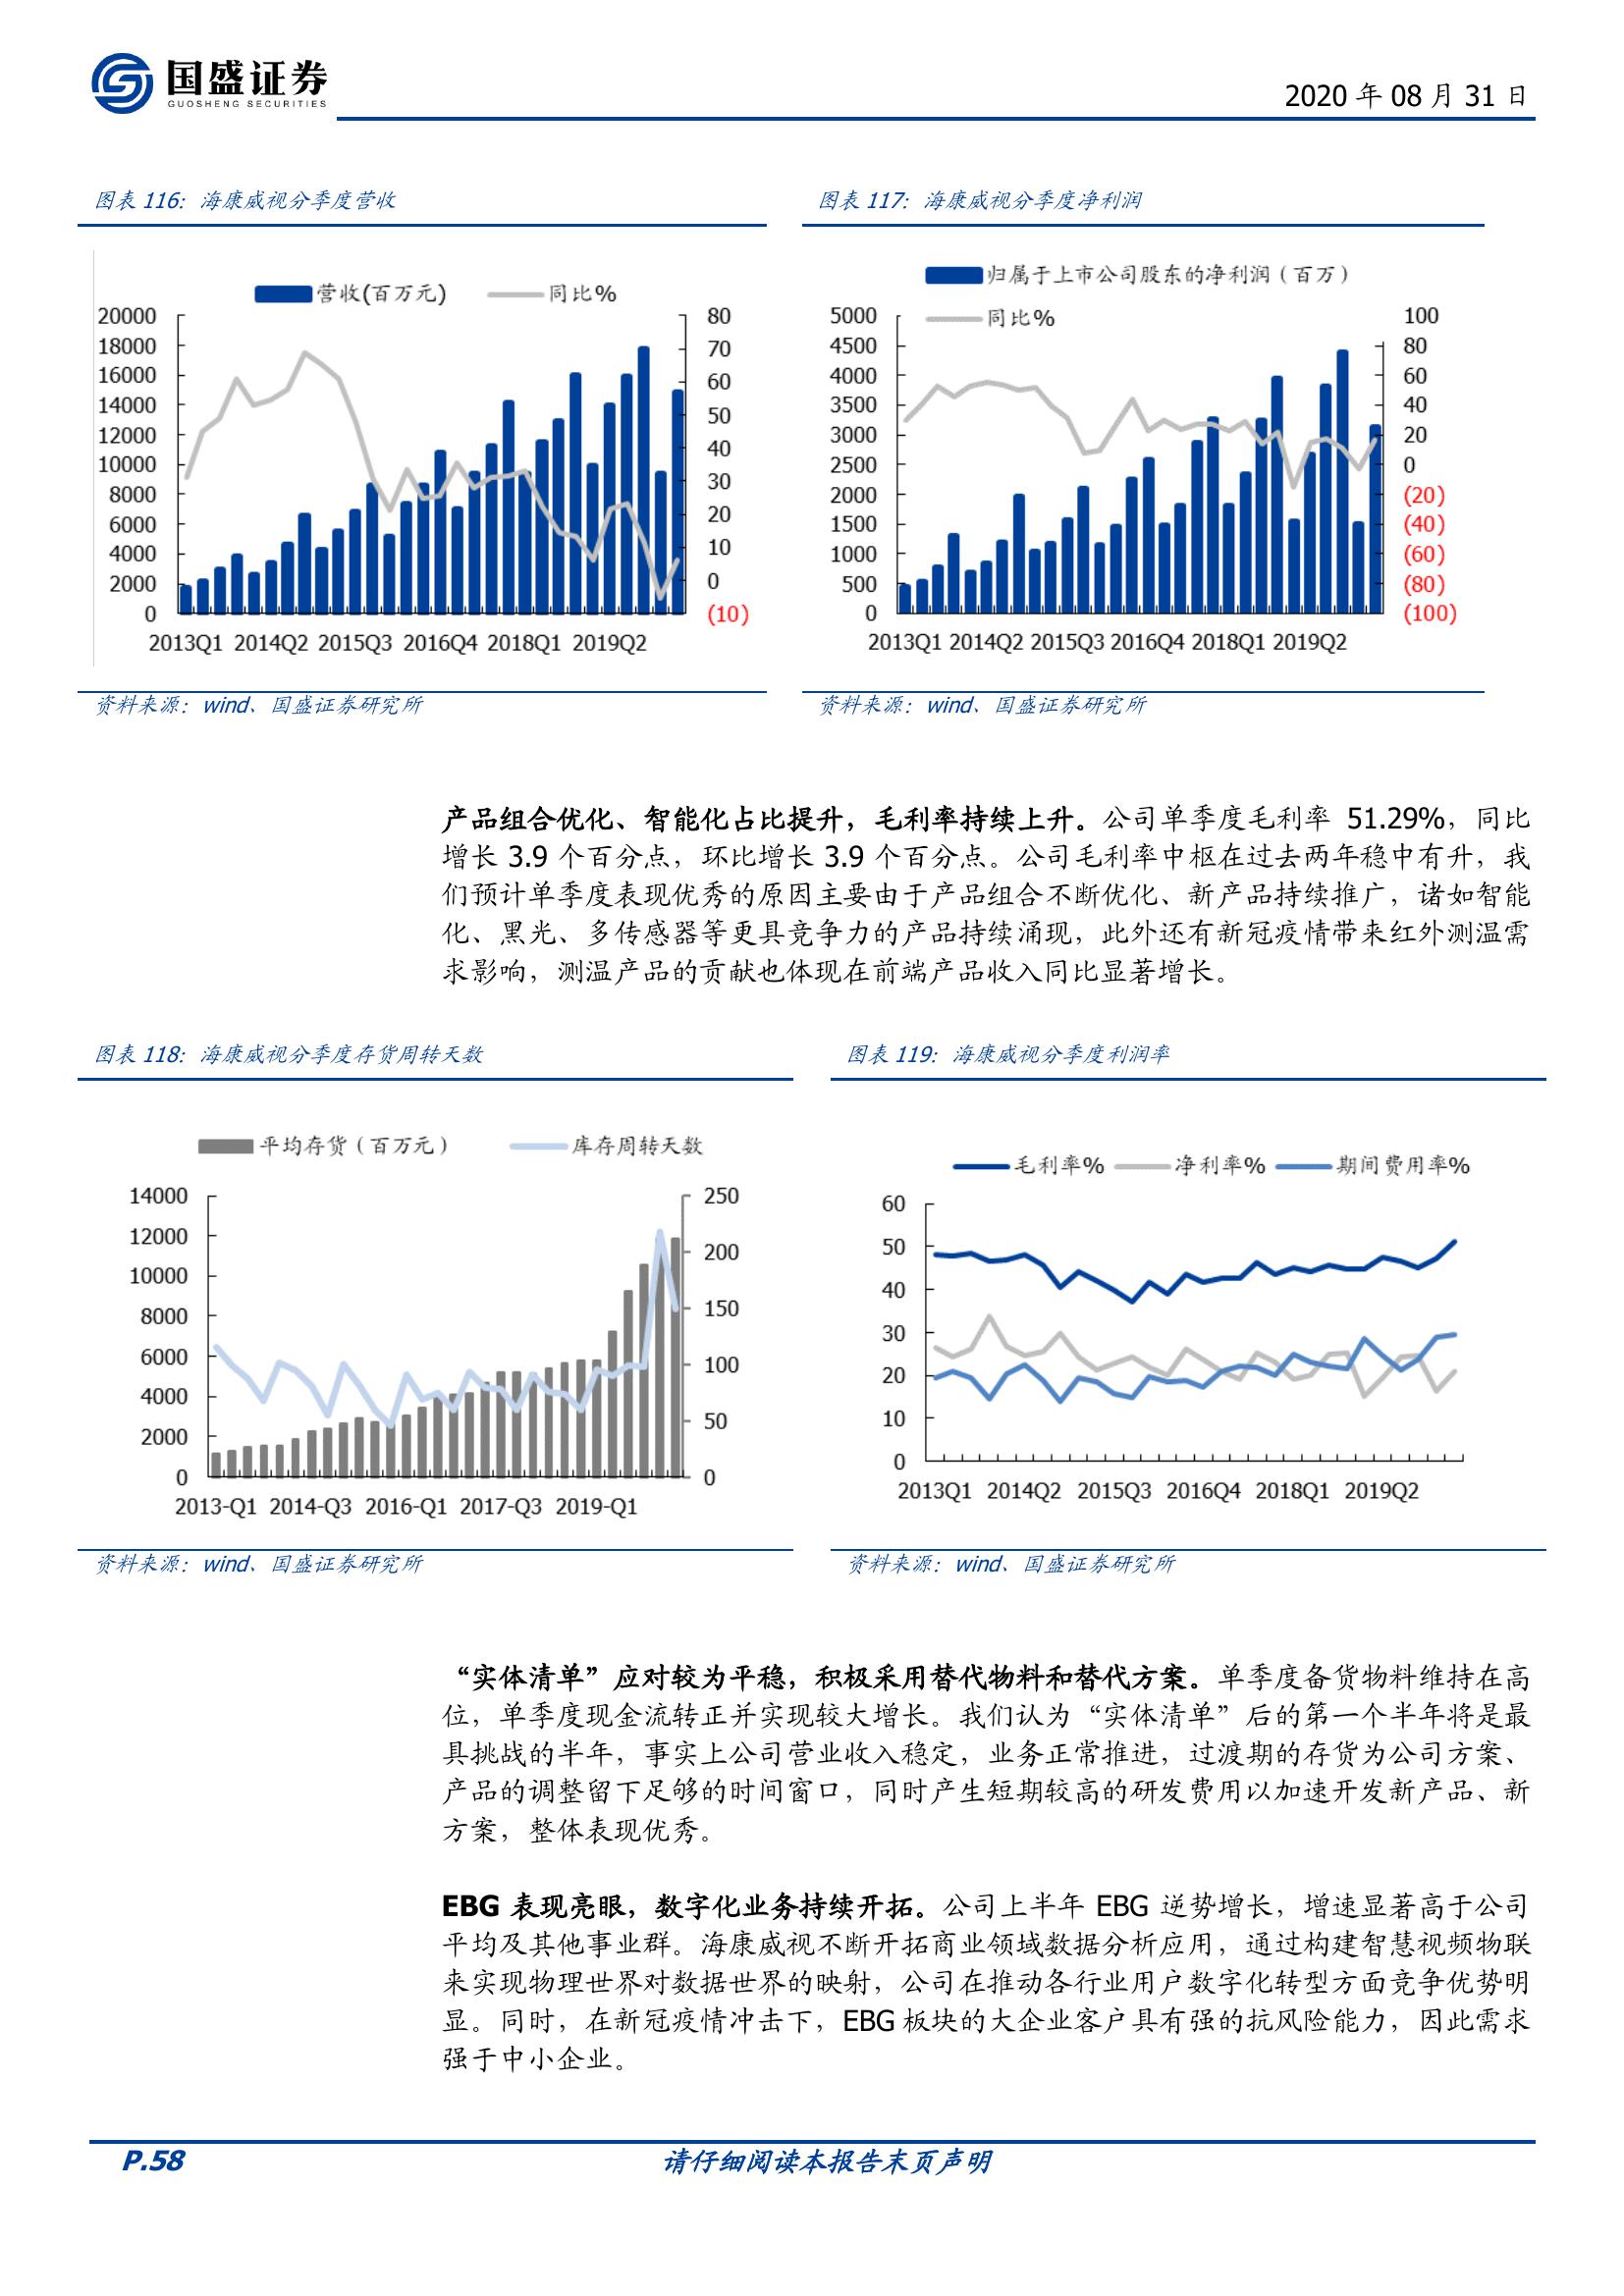 国盛证券
GUOSHENG SECURITIES
2020 年 08 月 31 日
图表 116：海康威视分季度营收
图表 117：海康威视分季度净利润
营收(百万元) 同比%
20000
18000
16000
14000
12000
10000
8000
6000
4000
2000
0
80
70
60
50
40
30
20
10
0
(10)
2013Q1 2014Q2 2015Q3 2016Q4 2018Q1 2019Q2
归属于上市公司股东的净利润（百万）
同比%
5000
4500
4000
3500
3000
2500
2000
1500
1000
500
0
100
80
60
40
20
0
(20)
(40)
(60)
(80)
(100)
2013Q1 2014Q2 2015Q3 2016Q4 2018Q1 2019Q2
资料来源：wind、国盛证券研究所
资料来源：wind、国盛证券研究所
产品组合优化、智能化占比提升，毛利率持续上升。公司单季度毛利率 51.29%，同比
增长 3.9 个百分点，环比增长 3.9 个百分点。公司毛利率中枢在过去两年稳中有升，我
们预计单季度表现优秀的原因主要由于产品组合不断优化、新产品持续推广，诸如智能
化、黑光、多传感器等更具竞争力的产品持续涌现，此外还有新冠疫情带来红外测温需
求影响，测温产品的贡献也体现在前端产品收入同比显著增长。
图表 118：海康威视分季度存货周转天数
图表 119：海康威视分季度利润率
平均存货（百万元） 库存周转天数
14000
12000
10000
8000
6000
4000
2000
0
250
200
150
100
50
0
2013-Q1 2014-Q3 2016-Q1 2017-Q3 2019-Q1
毛利率% 净利率% 期间费用率%
60
50
40
30
20
10
0
2013Q1 2014Q2 2015Q3 2016Q4 2018Q1 2019Q2
资料来源：wind、国盛证券研究所
资料来源：wind、国盛证券研究所
“实体清单”应对较为平稳，积极采用替代物料和替代方案。单季度备货物料维持在高
位，单季度现金流转正并实现较大增长。我们认为“实体清单”后的第一个半年将是最
具挑战的半年，事实上公司营业收入稳定，业务正常推进，过渡期的存货为公司方案、
产品的调整留下足够的时间窗口，同时产生短期较高的研发费用以加速开发新产品、新
方案，整体表现优秀。
EBG 表现亮眼，数字化业务持续开拓。公司上半年 EBG 逆势增长，增速显著高于公司
平均及其他事业群。海康威视不断开拓商业领域数据分析应用，通过构建智慧视频物联
来实现物理世界对数据世界的映射，公司在推动各行业用户数字化转型方面竞争优势明
显。同时，在新冠疫情冲击下，EBG 板块的大企业客户具有强的抗风险能力，因此需求
强于中小企业。
P.58
请仔细阅读本报告末页声明